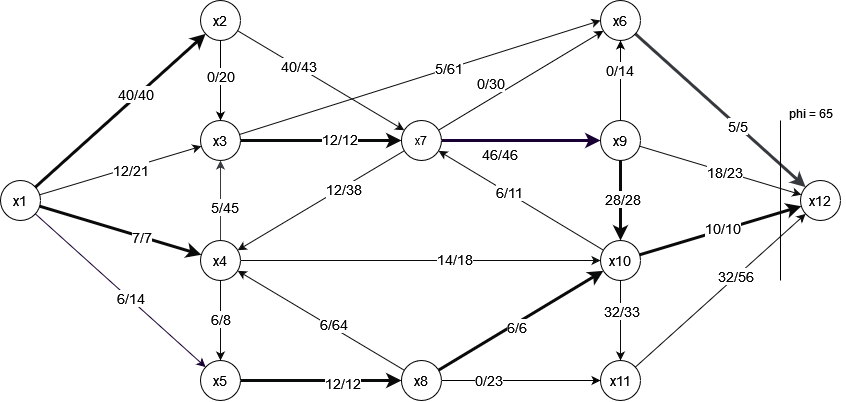 x2
x6
40/43
5/61
0/20
0/30
0/14
40/40
phi = 65
5/5
x3
12/12
x7
x9
46/46
12/21
18/23
12/38
6/11
28/28
x1
x12
5/45
7/7
10/10
x4
14/18
x10
32/56
6/14
6/8
6/64
6/6
32/33
x5
12/12
x8
0/23
x11